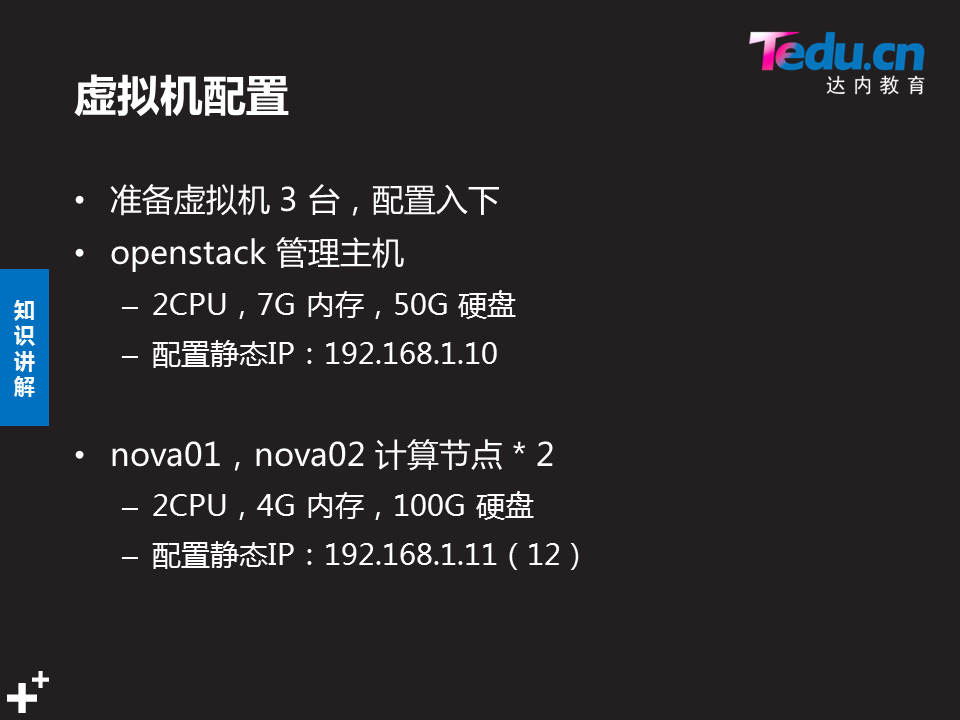 Tedu.cn
达内教育
虚拟机配置
• 准备虚拟机 3 台，配置入下
• openstack 管理主机
– 2CPU，7G 内存，50G 硬盘
– 配置静态IP：192.168.1.10
知识讲解
• nova01，nova02 计算节点 * 2
– 2CPU，4G 内存，100G 硬盘
– 配置静态IP：192.168.1.11（12）